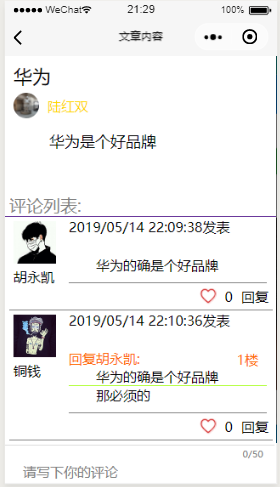 ●●●●● WeChat 21:29 100%
文章内容
华为
陆红双
华为是个好品牌
评论列表:
2019/05/14 22:09:38发表
华为的确是个好品牌
胡永凯
0 回复
2019/05/14 22:10:36发表
回复胡永凯: 1楼
铜钱
华为的确是个好品牌
那必须的
0 回复
0/50
请写下你的评论